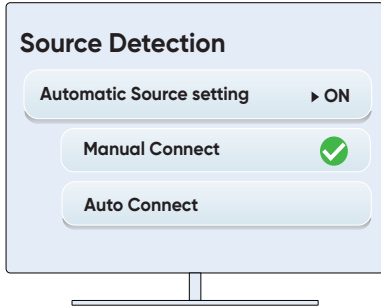 Source Detection
Automatic Source setting ▸ ON
Manual Connect
Auto Connect